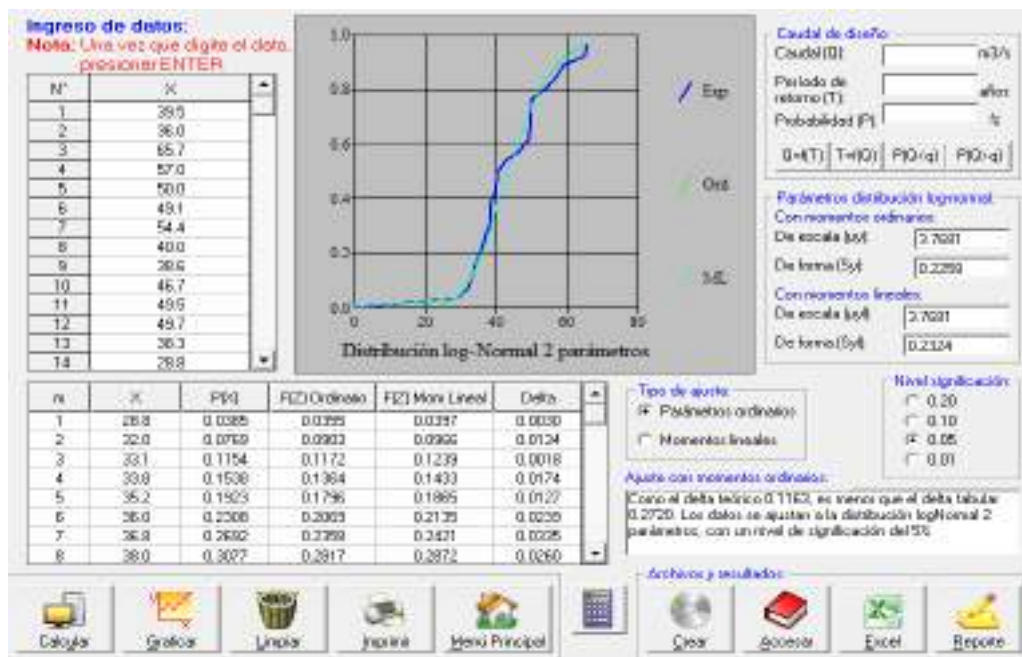 Ingreso de datos:
Nota: Una vez que digite el dato,
presionar ENTER
N° X
1 39.5
2 36.0
3 65.7
4 57.0
5 50.0
6 49.1
7 54.4
8 40.0
9 38.6
10 46.7
11 49.5
12 49.7
13 38.3
14 28.8
1.0
0.8
0.6
0.4
0.2
0.0
0 20 40 60 80
Exp
Ord
ML
Distribución log-Normal 2 parámetros
Caudal de diseño:
Caudal (Q): m3/s
Período de
retorno (T): años
Probabilidad (P): %
Q=f(T) T=f(Q) P(Q<q) P(Q>q)
Parámetros distribución lognormal:
Con momentos ordinarios:
De escala (µy): 3.7681
De forma (Sy): 0.2259
Con momentos lineales:
De escala (µyl): 3.7681
De forma (Syl): 0.2324
m X P(X) F(Z) Ordinario F(Z) Mom Lineal Delta
1 28.8 0.0385 0.0355 0.0397 0.0030
2 32.0 0.0769 0.0903 0.0966 0.0134
3 33.1 0.1154 0.1172 0.1239 0.0018
4 33.8 0.1538 0.1364 0.1433 0.0174
5 35.2 0.1923 0.1796 0.1865 0.0127
6 36.0 0.2308 0.2069 0.2135 0.0239
7 36.8 0.2692 0.2358 0.2421 0.0335
8 38.0 0.3077 0.2817 0.2872 0.0260
Tipo de ajuste:
Parámetros ordinarios
Momentos lineales
Nivel significación:
0.20
0.10
0.05
0.01
Ajuste con momentos ordinarios:
Como el delta teórico 0.1163, es menor que el delta tabular
0.2720. Los datos se ajustan a la distribución logNormal 2
parámetros, con un nivel de significación del 5%
Archivos y resultados:
Calcular Graficar Limpiar Imprimir Menú Principal Crear Accesar Excel Reporte